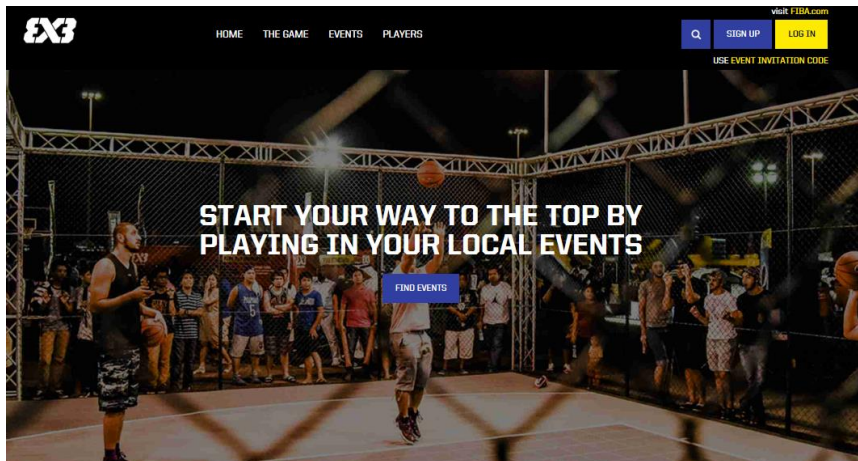 visit FIBA.com
3X3
HOME THE GAME EVENTS PLAYERS
SIGN UP LOG IN
USE EVENT INVITATION CODE
START YOUR WAY TO THE TOP BY
PLAYING IN YOUR LOCAL EVENTS
FIND EVENTS